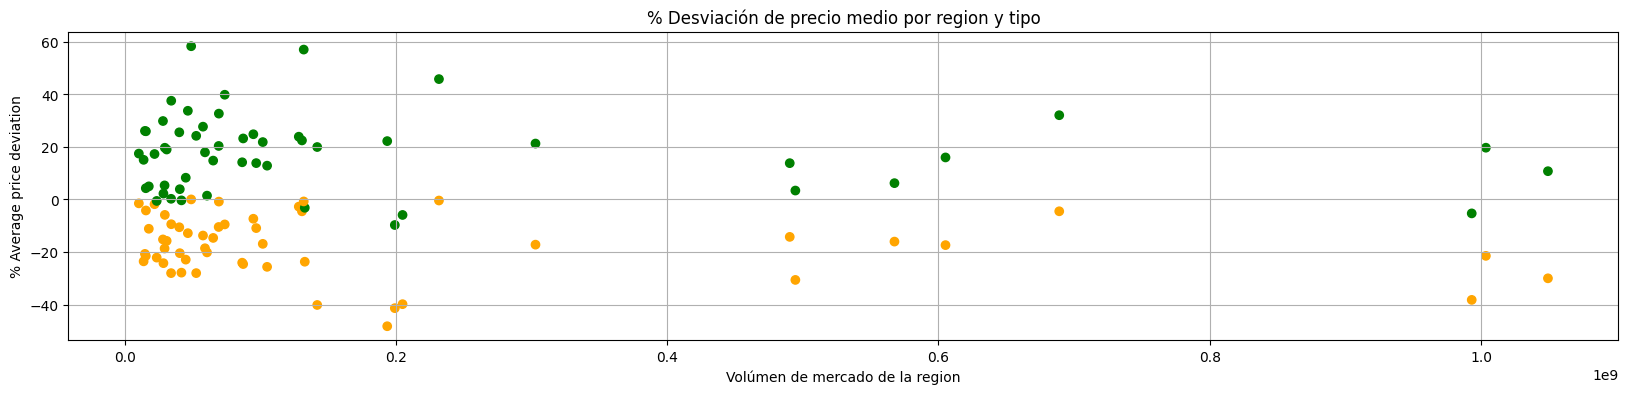 % Desviación de precio medio por region y tipo
% Average price deviation
60
40
20
0
−20
−40
0.0 0.2 0.4 0.6 0.8 1.0
1e9
Volúmen de mercado de la region